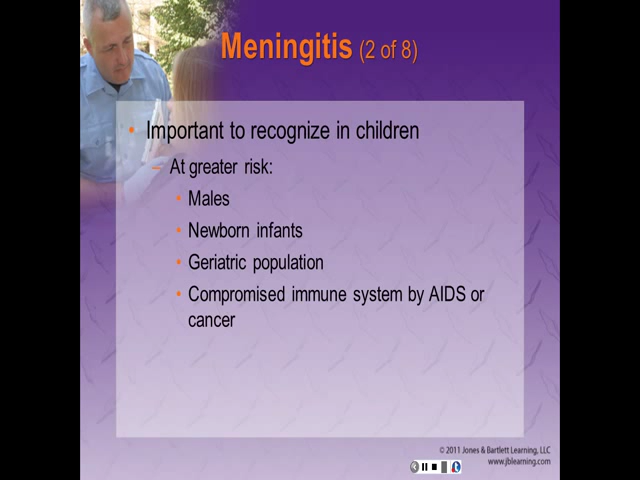 Meningitis (2 of 8)
• Important to recognize in children
– At greater risk:
• Males
• Newborn infants
• Geriatric population
• Compromised immune system by AIDS or
cancer
© 2011 Jones & Bartlett Learning, LLC
www.jblearning.com